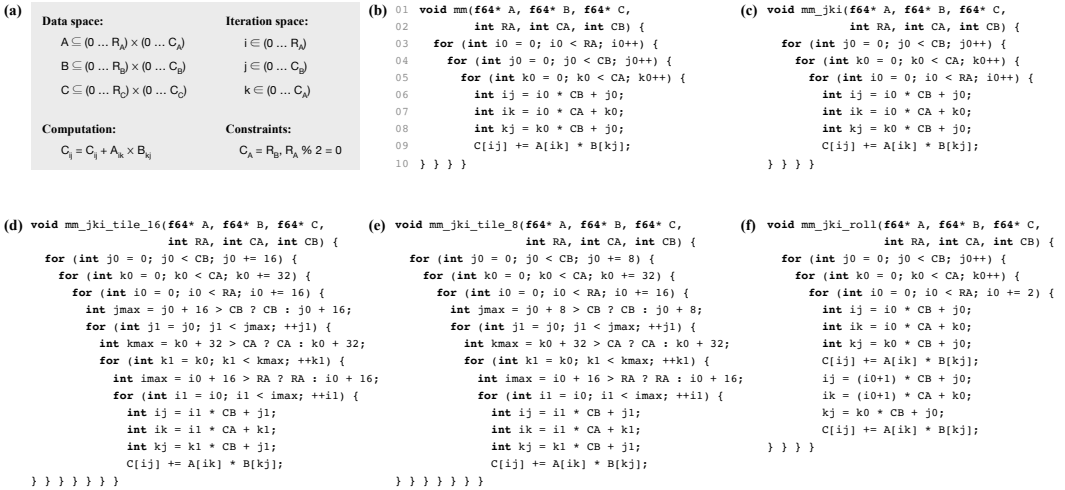 (a)
Data space:
A ⊆ (0 ... R_A) × (0 ... C_A)
B ⊆ (0 ... R_B) × (0 ... C_B)
C ⊆ (0 ... R_C) × (0 ... C_C)
Iteration space:
i ∈ (0 ... R_A)
j ∈ (0 ... C_B)
k ∈ (0 ... C_A)
Computation:
C_ij = C_ij + A_ik × B_kj
Constraints:
C_A = R_B, R_A % 2 = 0
(b)
01 void mm(f64* A, f64* B, f64* C,
02 int RA, int CA, int CB) {
03 for (int i0 = 0; i0 < RA; i0++) {
04 for (int j0 = 0; j0 < CB; j0++) {
05 for (int k0 = 0; k0 < CA; k0++) {
06 int ij = i0 * CB + j0;
07 int ik = i0 * CA + k0;
08 int kj = k0 * CB + j0;
09 C[ij] += A[ik] * B[kj];
10 } } } }
(c) void mm_jki(f64* A, f64* B, f64* C,
int RA, int CA, int CB) {
for (int j0 = 0; j0 < CB; j0++) {
for (int k0 = 0; k0 < CA; k0++) {
for (int i0 = 0; i0 < RA; i0++) {
int ij = i0 * CB + j0;
int ik = i0 * CA + k0;
int kj = k0 * CB + j0;
C[ij] += A[ik] * B[kj];
} } } }
(d) void mm_jki_tile_16(f64* A, f64* B, f64* C,
int RA, int CA, int CB) {
for (int j0 = 0; j0 < CB; j0 += 16) {
for (int k0 = 0; k0 < CA; k0 += 32) {
for (int i0 = 0; i0 < RA; i0 += 16) {
int jmax = j0 + 16 > CB ? CB : j0 + 16;
for (int j1 = j0; j1 < jmax; ++j1) {
int kmax = k0 + 32 > CA ? CA : k0 + 32;
for (int k1 = k0; k1 < kmax; ++k1) {
int imax = i0 + 16 > RA ? RA : i0 + 16;
for (int i1 = i0; i1 < imax; ++i1) {
int ij = i1 * CB + j1;
int ik = i1 * CA + k1;
int kj = k1 * CB + j1;
C[ij] += A[ik] * B[kj];
} } } } } } }
(e) void mm_jki_tile_8(f64* A, f64* B, f64* C,
int RA, int CA, int CB) {
for (int j0 = 0; j0 < CB; j0 += 8) {
for (int k0 = 0; k0 < CA; k0 += 32) {
for (int i0 = 0; i0 < RA; i0 += 16) {
int jmax = j0 + 8 > CB ? CB : j0 + 8;
for (int j1 = j0; j1 < jmax; ++j1) {
int kmax = k0 + 32 > CA ? CA : k0 + 32;
for (int k1 = k0; k1 < kmax; ++k1) {
int imax = i0 + 16 > RA ? RA : i0 + 16;
for (int i1 = i0; i1 < imax; ++i1) {
int ij = i1 * CB + j1;
int ik = i1 * CA + k1;
int kj = k1 * CB + j1;
C[ij] += A[ik] * B[kj];
} } } } } } }
(f) void mm_jki_roll(f64* A, f64* B, f64* C,
int RA, int CA, int CB) {
for (int j0 = 0; j0 < CB; j0++) {
for (int k0 = 0; k0 < CA; k0++) {
for (int i0 = 0; i0 < RA; i0 += 2) {
int ij = i0 * CB + j0;
int ik = i0 * CA + k0;
int kj = k0 * CB + j0;
C[ij] += A[ik] * B[kj];
ij = (i0+1) * CB + j0;
ik = (i0+1) * CA + k0;
kj = k0 * CB + j0;
C[ij] += A[ik] * B[kj];
} } } }